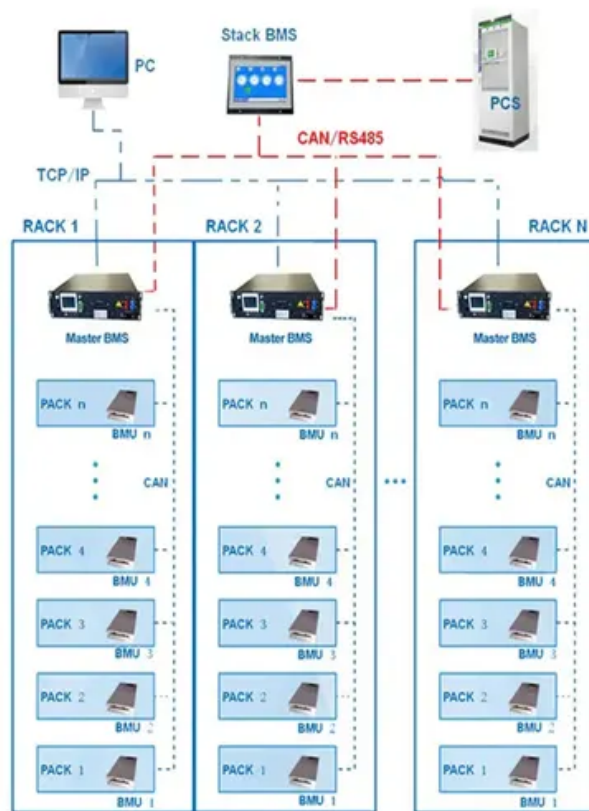 PC
Stack BMS
PCS
CAN/RS485
TCP/IP
RACK 1
RACK 2
RACK N
Master BMS
Master BMS
Master BMS
PACK n
BMU n
PACK n
BMU n
PACK n
BMU n
CAN
CAN
CAN
PACK 4
BMU 4
PACK 4
BMU 4
PACK 4
BMU 4
PACK 3
BMU 3
PACK 3
BMU 3
PACK 3
BMU 3
PACK 2
BMU 2
PACK 2
BMU 2
PACK 2
BMU 2
PACK 1
BMU 1
PACK 1
BMU 1
PACK 1
BMU 1